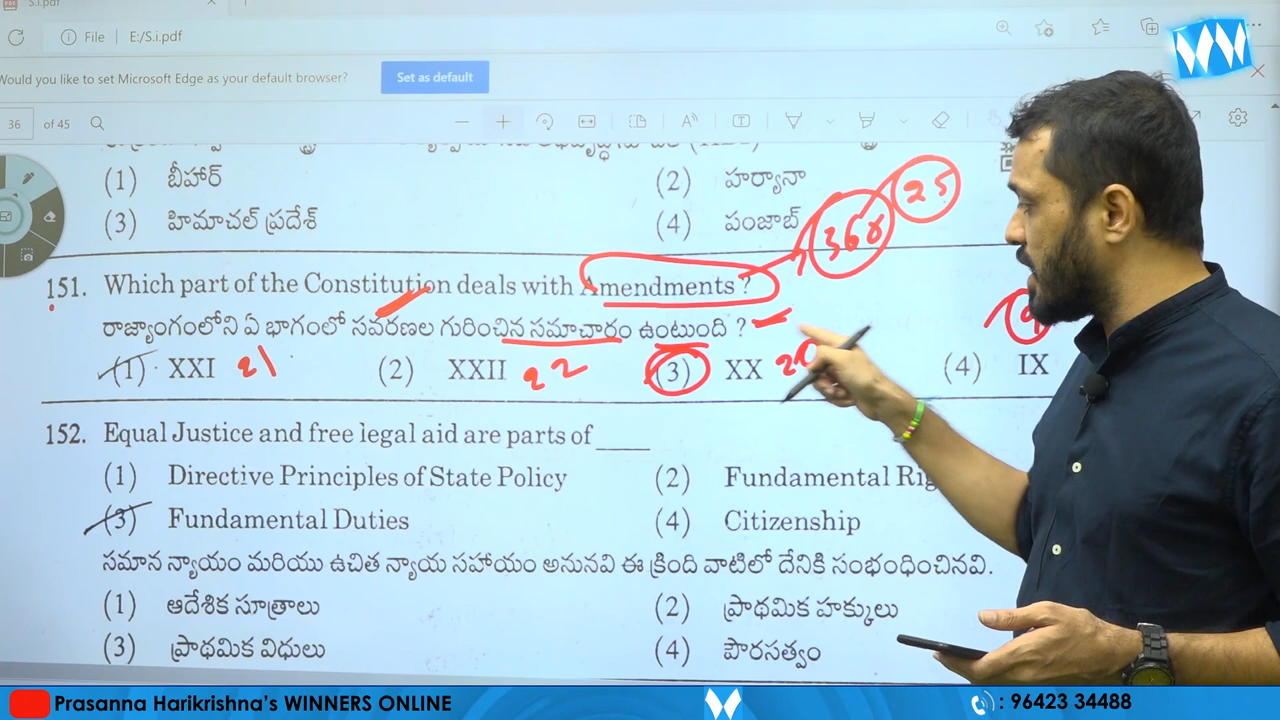 S.i.pdf
File E:/S.i.pdf
Would you like to set Microsoft Edge as your default browser? Set as default
36 of 45
(1) బీహార్ (2) హర్యానా
(3) హిమాచల్ ప్రదేశ్ (4) పంజాబ్
368 25
151. Which part of the Constitution deals with Amendments ?
రాజ్యాంగంలోని ఏ భాగంలో సవరణల గురించిన సమాచారం ఉంటుంది ?
(1) XXI 21 (2) XXII 22 (3) XX 20 (4) IX 9
152. Equal Justice and free legal aid are parts of ____
(1) Directive Principles of State Policy (2) Fundamental
(3) Fundamental Duties (4) Citizenship
సమాన న్యాయం మరియు ఉచిత న్యాయ సహాయం అనునవి ఈ క్రింది వాటిలో దేనికి సంభంధించినవి.
(1) ఆదేశిక సూత్రాలు (2) ప్రాథమిక హక్కులు
(3) ప్రాథమిక విధులు (4) పౌరసత్వం
Prasanna Harikrishna's WINNERS ONLINE : 96423 34488